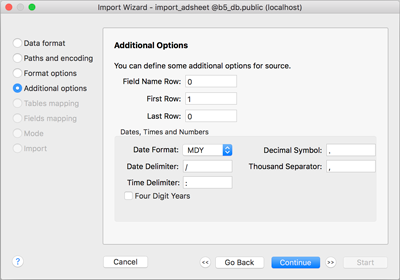 Import Wizard - import_adsheet @b5_db.public (localhost)
Data format
Paths and encoding
Format options
Additional options
Tables mapping
Fields mapping
Mode
Import
Additional Options
You can define some additional options for source.
Field Name Row: 0
First Row: 1
Last Row: 0
Dates, Times and Numbers
Date Format: MDY
Decimal Symbol: .
Date Delimiter: /
Thousand Separator: ,
Time Delimiter: :
Four Digit Years
? Cancel << Go Back Continue >> Start